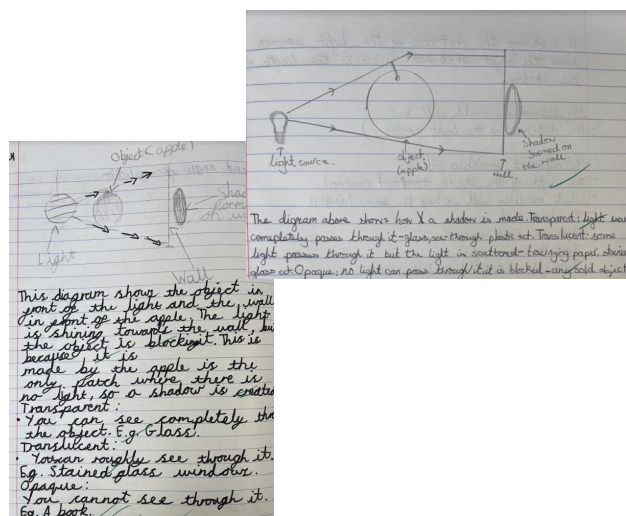 Light source.
object
(apple)
wall.
Shadow
formed on
the wall.
The diagram above shows how X a shadow is made. Transparent: light
completely passes through it-glass, see-through plastic ect. Translucent: some
light passes through it but the light is scattered-tracinging paper, stained
glass ect. Opaque; no light can pass through it it is blocked-any solid object
Object (apple)
Light
Wall
This diagram shows the object in
front of the light and the wall
in front of the apple. The light
is shining towards the wall, but
the object is blocking it. This is
because it is
made by the apple is the
only patch where there is
no light, so a shadow is created
Transparent:
• You can see completely
the object. E.g. Glass.
Translucent:
• You can roughly see through it.
E.g. Stained glass window.
Opaque:
You cannot see through it.
Eg. A book.